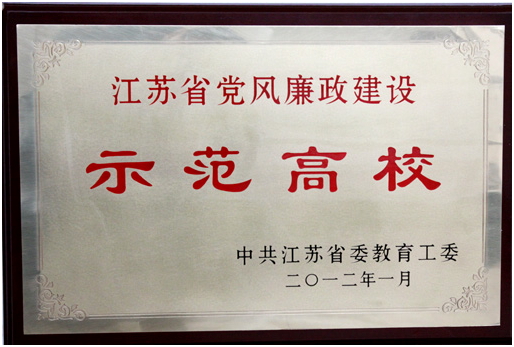 江苏省党风廉政建设
示范高校
中共江苏省委教育工委
二〇一二年一月